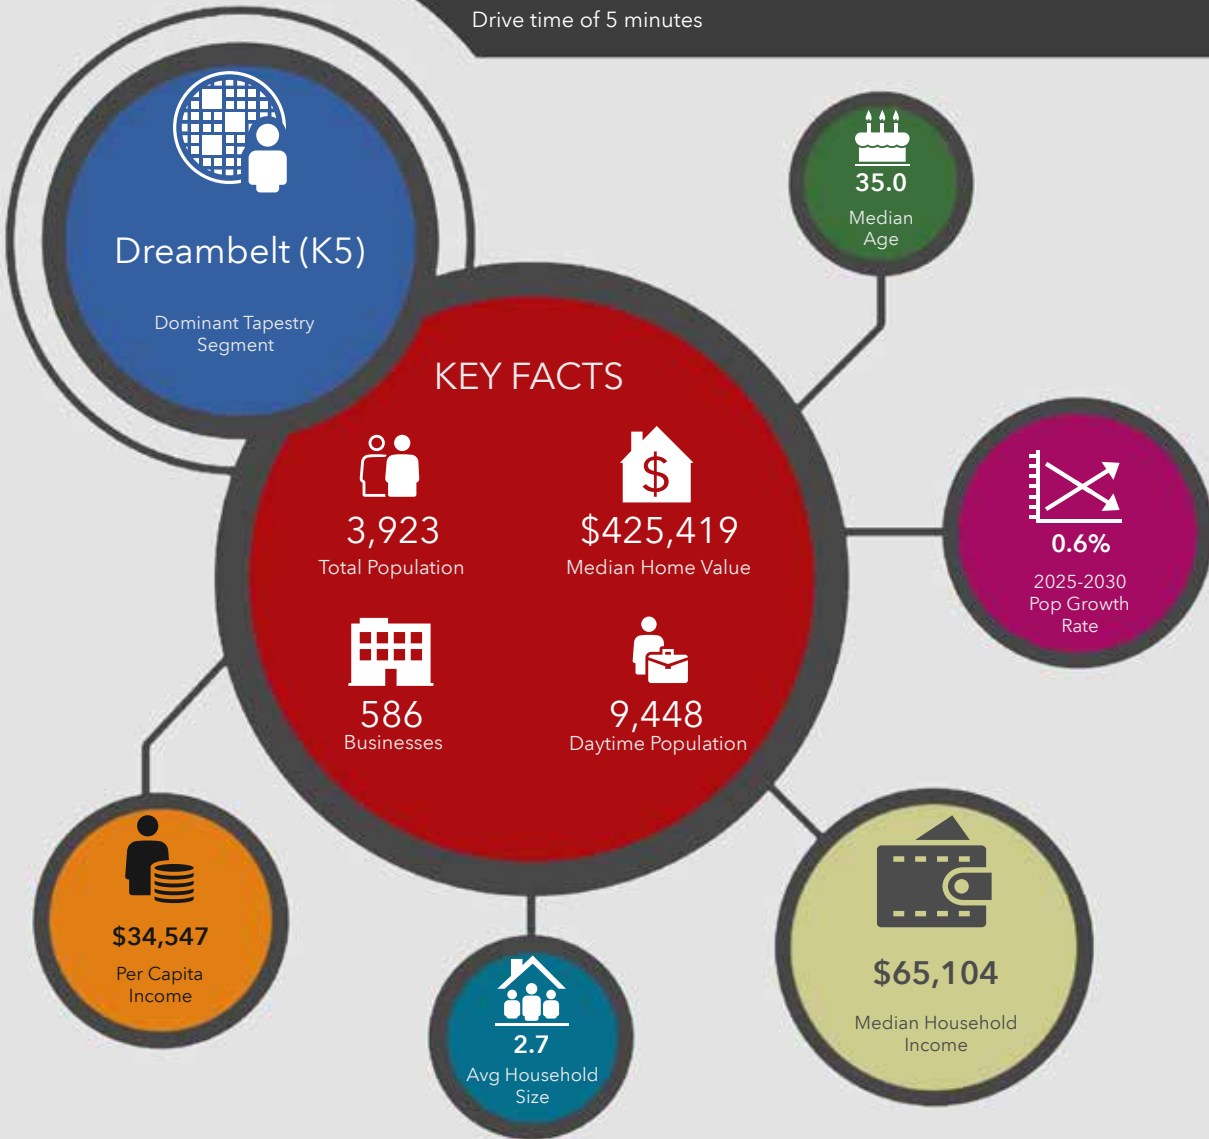 Drive time of 5 minutes
Dreambelt (K5)
Dominant Tapestry
Segment
35.0
Median
Age
KEY FACTS
3,923
Total Population
$425,419
Median Home Value
586
Businesses
9,448
Daytime Population
0.6%
2025-2030
Pop Growth
Rate
$34,547
Per Capita
Income
2.7
Avg Household
Size
$65,104
Median Household
Income